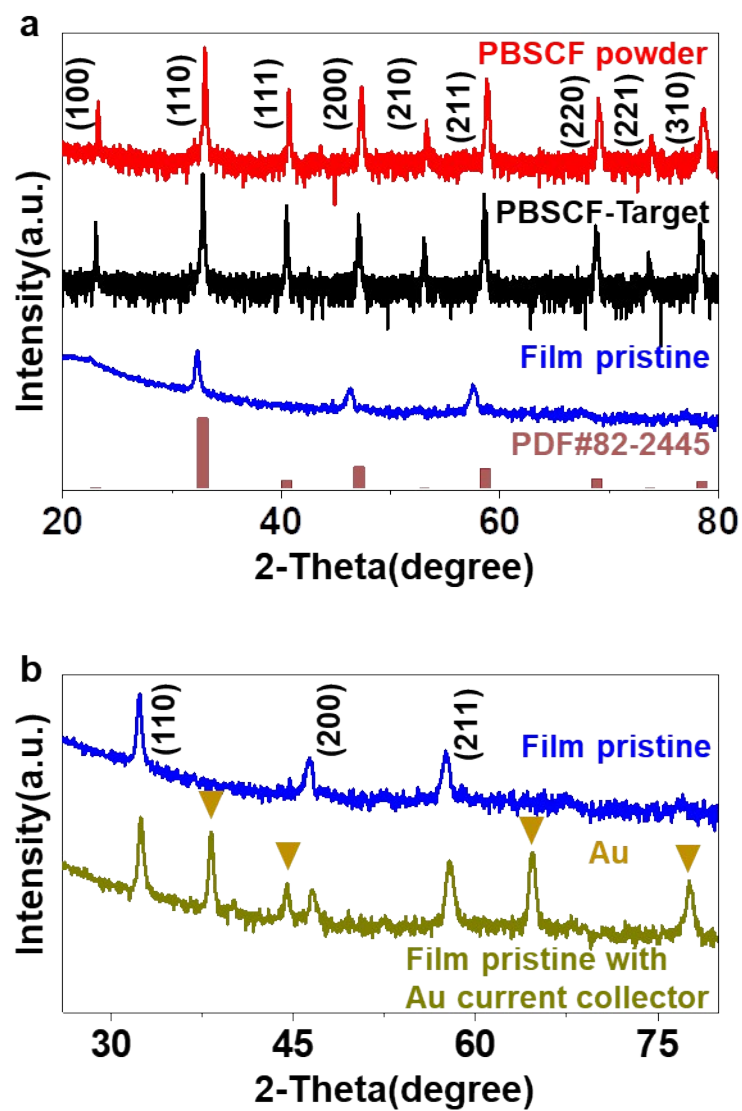 a
PBSCF powder
(100)
(110)
(111)
(200)
(210)
(211)
(220)
(221)
(310)
PBSCF-Target
Film pristine
PDF#82-2445
Intensity(a.u.)
20
40
60
80
2-Theta(degree)
b
(110)
(200)
(211)
Film pristine
Au
Film pristine with
Au current collector
Intensity(a.u.)
30
45
60
75
2-Theta(degree)